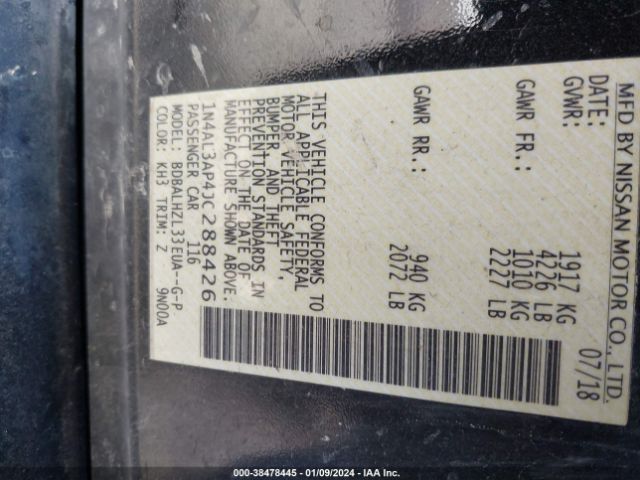 MFD BY NISSAN MOTOR CO., LTD.
DATE: 07/18
GVWR: 1917 KG
4226 LB
GAWR FR.: 1010 KG
2227 LB
GAWR RR.: 940 KG
2072 LB
THIS VEHICLE CONFORMS TO
ALL APPLICABLE FEDERAL
MOTOR VEHICLE SAFETY,
BUMPER, AND THEFT
PREVENTION STANDARDS IN
EFFECT ON THE DATE OF
MANUFACTURE SHOWN ABOVE.
1N4AL3AP4JC288426
PASSENGER CAR 116
MODEL: BDBALHZL33EUA--G-P
COLOR: KH3 TRIM: Z 9N00A
000-38478445 - 01/09/2024 - IAA Inc.